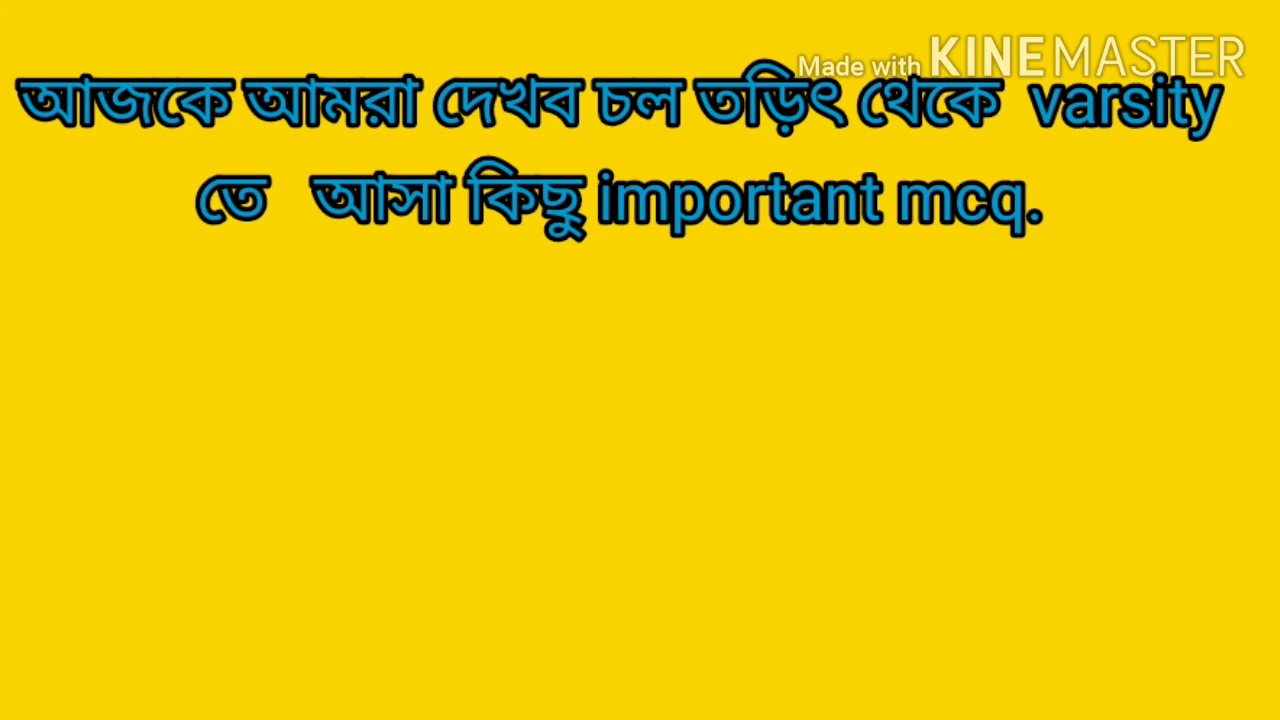 Made with KINEMASTER
আজকে আমরা দেখব চল তড়িৎ থেকে varsity
তে আসা কিছু important mcq.